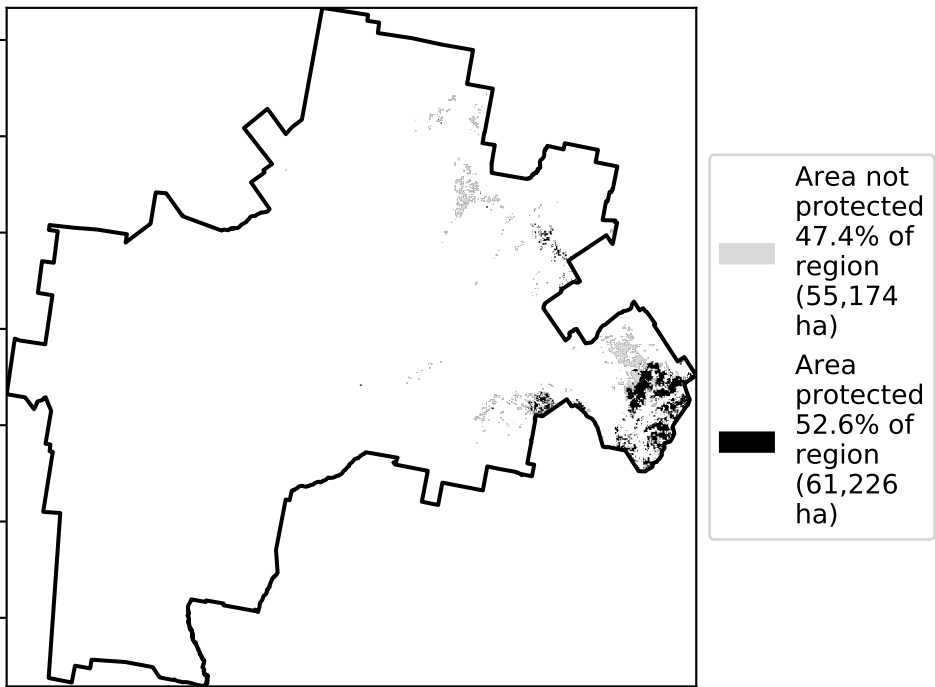 Area not
protected
47.4% of
region
(55,174
ha)
Area
protected
52.6% of
region
(61,226
ha)